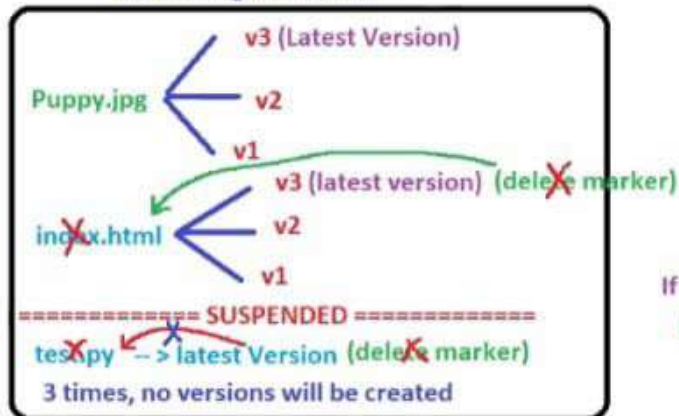 v3 (Latest Version)
Puppy.jpg
v2
v1
v3 (latest version) (delete marker)
index.html
v2
v1
If
============= SUSPENDED =============
test.py --> latest Version (delete marker)
3 times, no versions will be created